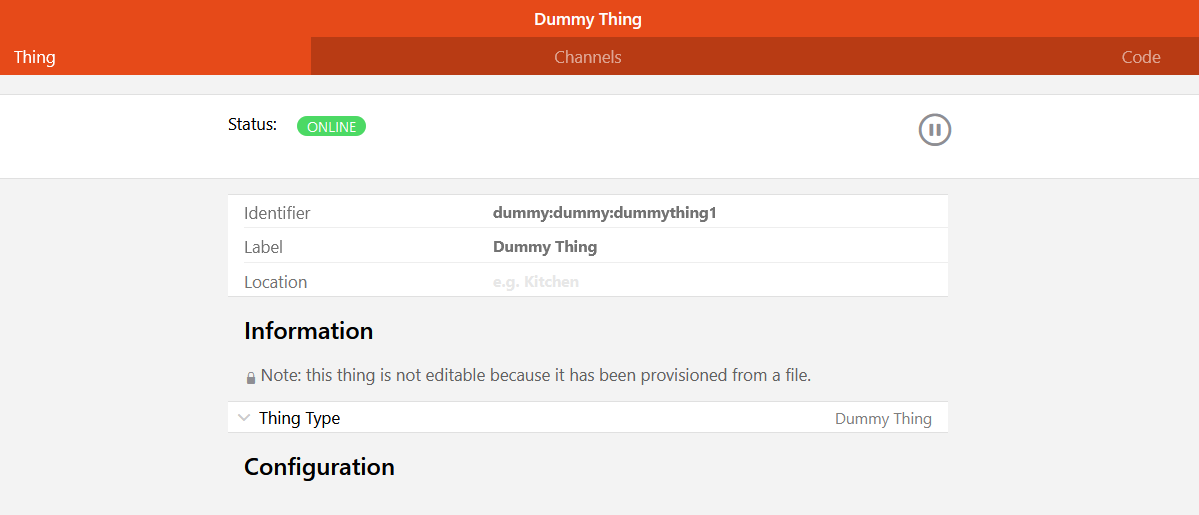 Dummy Thing
Thing Channels Code
Status: ONLINE
Identifier dummy:dummy:dummything1
Label Dummy Thing
Location e.g. Kitchen
Information
Note: this thing is not editable because it has been provisioned from a file.
Thing Type Dummy Thing
Configuration